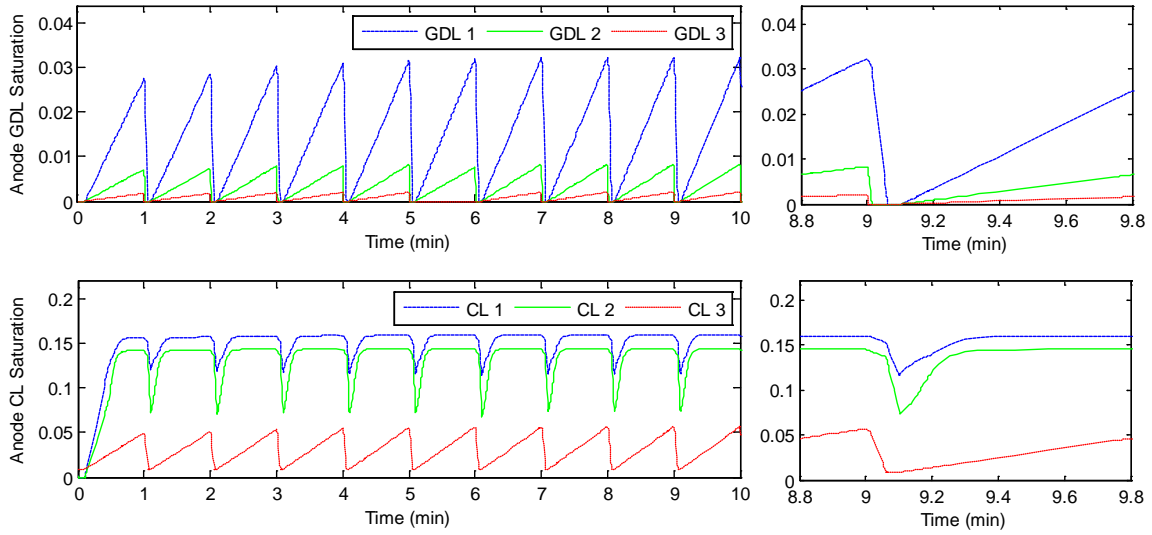 Anode GDL Saturation
0.04
0.03
0.02
0.01
0
GDL 1 GDL 2 GDL 3
0 1 2 3 4 5 6 7 8 9 10
Time (min)
0.04
0.03
0.02
0.01
0
8.8 9 9.2 9.4 9.6 9.8
Time (min)
Anode CL Saturation
0.2
0.15
0.1
0.05
0
CL 1 CL 2 CL 3
0 1 2 3 4 5 6 7 8 9 10
Time (min)
0.2
0.15
0.1
0.05
0
8.8 9 9.2 9.4 9.6 9.8
Time (min)